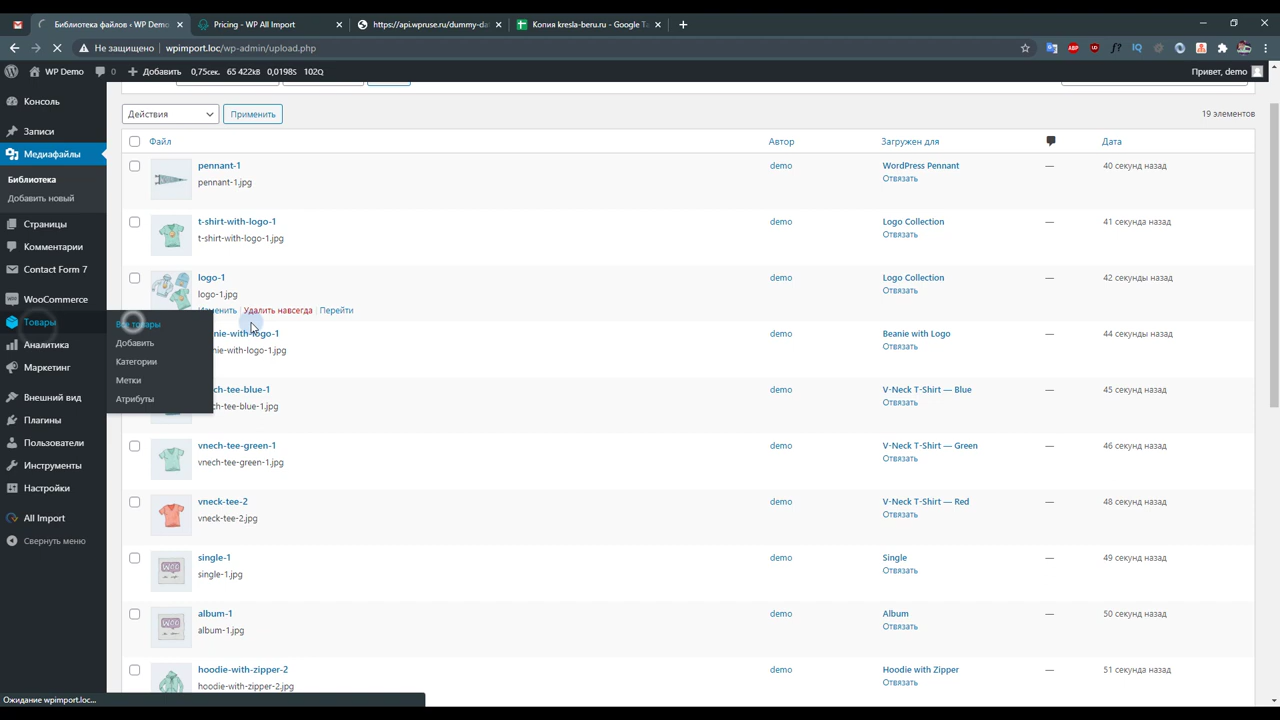 Библиотека файлов ‹ WP Demo
Pricing - WP All Import
https://api.wpruse.ru/dummy-da
Копия kresla-beru.ru - Google Та
Не защищено
wpimport.loc/wp-admin/upload.php
WP Demo
0
Добавить
0,75сек.
65 422кВ
0,0198s
102Q
Привет, demo
Консоль
Записи
Медиафайлы
Библиотека
Добавить новый
Страницы
Комментарии
Contact Form 7
WooCommerce
Товары
Аналитика
Маркетинг
Внешний вид
Плагины
Пользователи
Инструменты
Настройки
All Import
Свернуть меню
Все товары
Добавить
Категории
Метки
Атрибуты
Действия
Применить
19 элементов
Файл
Автор
Загружен для
Дата
pennant-1
pennant-1.jpg
demo
WordPress Pennant
Отвязать
—
40 секунд назад
t-shirt-with-logo-1
t-shirt-with-logo-1.jpg
demo
Logo Collection
Отвязать
—
41 секунда назад
logo-1
logo-1.jpg
Изменить | Удалить навсегда | Перейти
demo
Logo Collection
Отвязать
—
42 секунды назад
nie-with-logo-1
nie-with-logo-1.jpg
demo
Beanie with Logo
Отвязать
—
44 секунды назад
ch-tee-blue-1
ch-tee-blue-1.jpg
demo
V-Neck T-Shirt — Blue
Отвязать
—
45 секунд назад
vnech-tee-green-1
vnech-tee-green-1.jpg
demo
V-Neck T-Shirt — Green
Отвязать
—
46 секунд назад
vneck-tee-2
vneck-tee-2.jpg
demo
V-Neck T-Shirt — Red
Отвязать
—
48 секунд назад
single-1
single-1.jpg
demo
Single
Отвязать
—
49 секунд назад
album-1
album-1.jpg
demo
Album
Отвязать
—
50 секунд назад
hoodie-with-zipper-2
hoodie-with-zipper-2.jpg
demo
Hoodie with Zipper
Отвязать
—
51 секунда назад
Ожидание wpimport.loc...